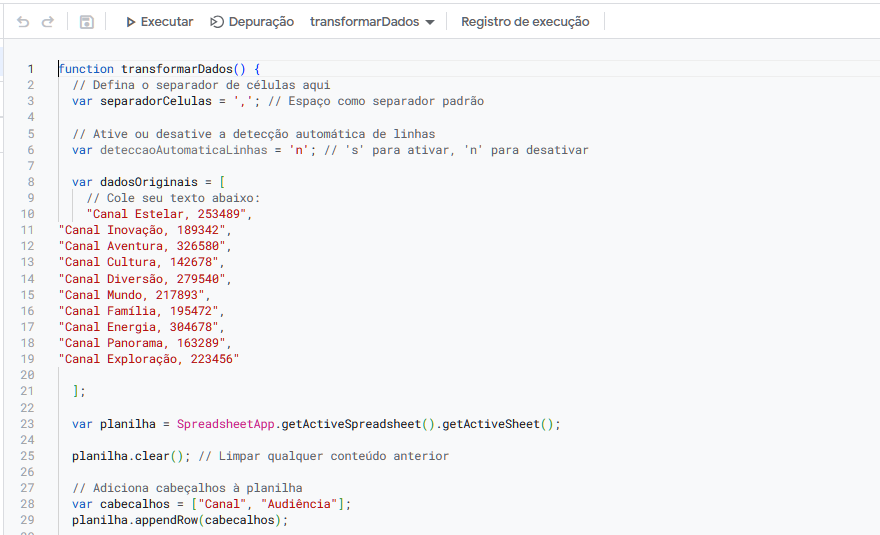 Executar Depuração transformarDados Registro de execução
1 function transformarDados() {
2 // Defina o separador de células aqui
3 var separadorCelulas = ','; // Espaço como separador padrão
4
5 // Ative ou desative a detecção automática de linhas
6 var deteccaoAutomaticaLinhas = 'n'; // 's' para ativar, 'n' para desativar
7
8 var dadosOriginais = [
9 // Cole seu texto abaixo:
10 "Canal Estelar, 253489",
11 "Canal Inovação, 189342",
12 "Canal Aventura, 326580",
13 "Canal Cultura, 142678",
14 "Canal Diversão, 279540",
15 "Canal Mundo, 217893",
16 "Canal Família, 195472",
17 "Canal Energia, 304678",
18 "Canal Panorama, 163289",
19 "Canal Exploração, 223456"
20
21 ];
22
23 var planilha = SpreadsheetApp.getActiveSpreadsheet().getActiveSheet();
24
25 planilha.clear(); // Limpar qualquer conteúdo anterior
26
27 // Adiciona cabeçalhos à planilha
28 var cabecalhos = ["Canal", "Audiência"];
29 planilha.appendRow(cabecalhos);